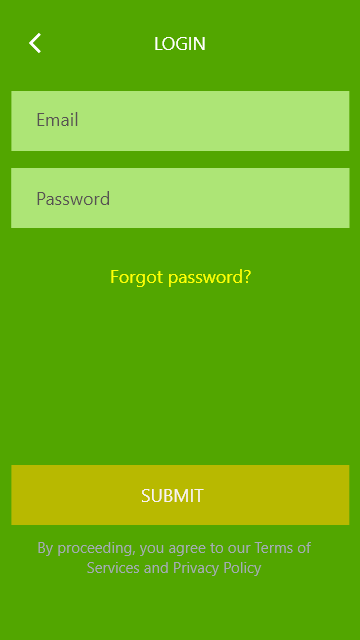 LOGIN
Email
Password
Forgot password?
SUBMIT
By proceeding, you agree to our Terms of
Services and Privacy Policy